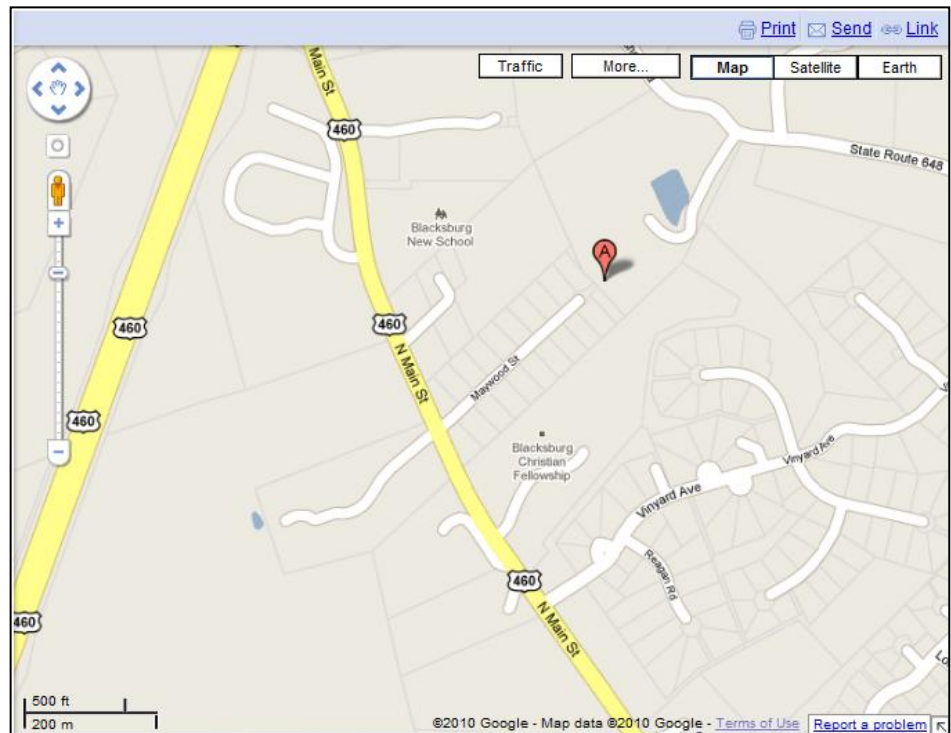 Print Send Link
Traffic More... Map Satellite Earth
N Main St
460
State Route 648
Blacksburg
New School
A
460
460
N Main St
Maywood St
460
Blacksburg
Christian
Fellowship
Vinyard Ave
Vinyard Ave
Reagan Rd
460
N Main St
460
500 ft
200 m
©2010 Google - Map data ©2010 Google - Terms of Use Report a problem